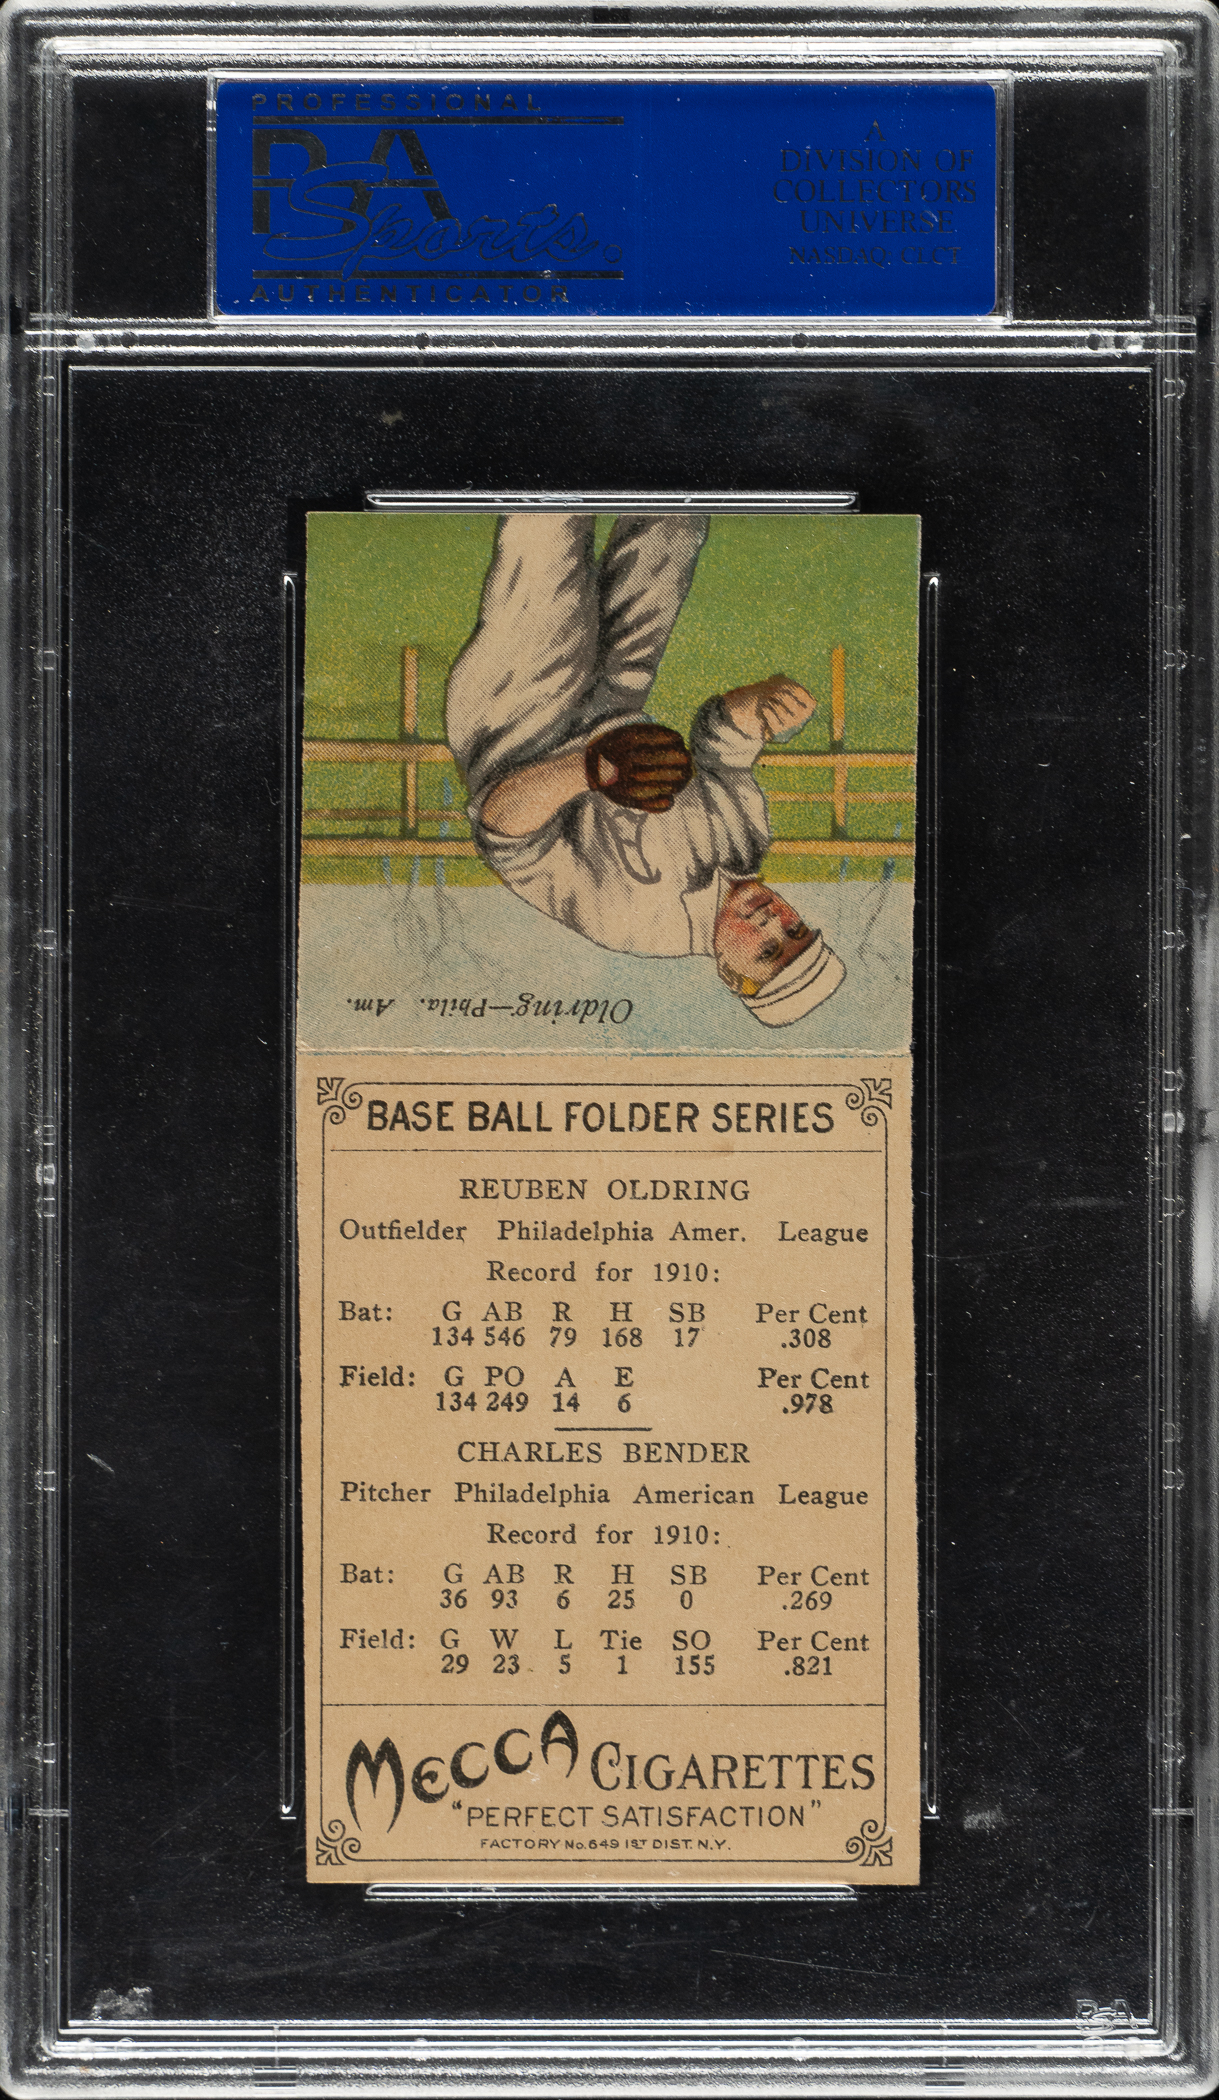 PROFESSIONAL
PSA
Sports.
AUTHENTICATOR
A
DIVISION OF
COLLECTORS
UNIVERSE
NASDAQ: CLCT
Oldring—Phila. Am.
BASE BALL FOLDER SERIES
REUBEN OLDRING
Outfielder Philadelphia Amer. League
Record for 1910:
Bat: G AB R H SB Per Cent
134 546 79 168 17 .308
Field: G PO A E Per Cent
134 249 14 6 .978
CHARLES BENDER
Pitcher Philadelphia American League
Record for 1910:
Bat: G AB R H SB Per Cent
36 93 6 25 0 .269
Field: G W L Tie SO Per Cent
29 23 5 1 155 .821
MECCA CIGARETTES
"PERFECT SATISFACTION"
FACTORY No. 649 1ST DIST. N.Y.
PSA